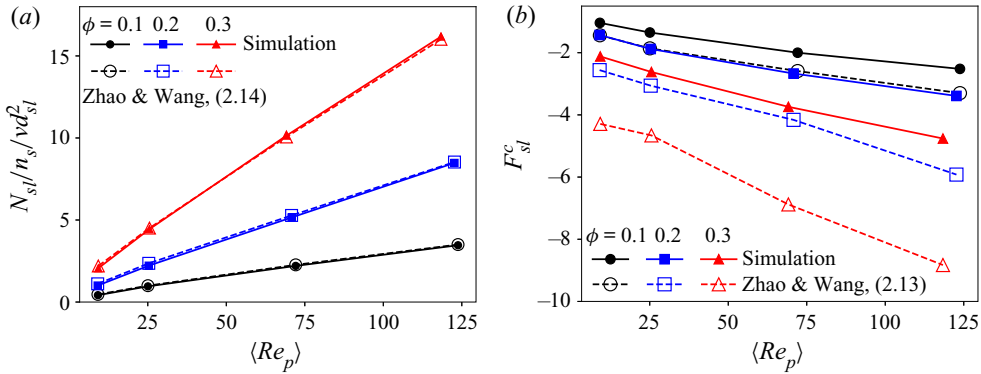 (a)
ϕ = 0.1 0.2 0.3
Simulation
Zhao & Wang, (2.14)
15
10
5
0
N_sl/n_s/νd²_sl
25 50 75 100 125
⟨Re_p⟩
(b)
−2
−4
−6
−8
−10
F^c_sl
ϕ = 0.1 0.2 0.3
Simulation
Zhao & Wang, (2.13)
25 50 75 100 125
⟨Re_p⟩